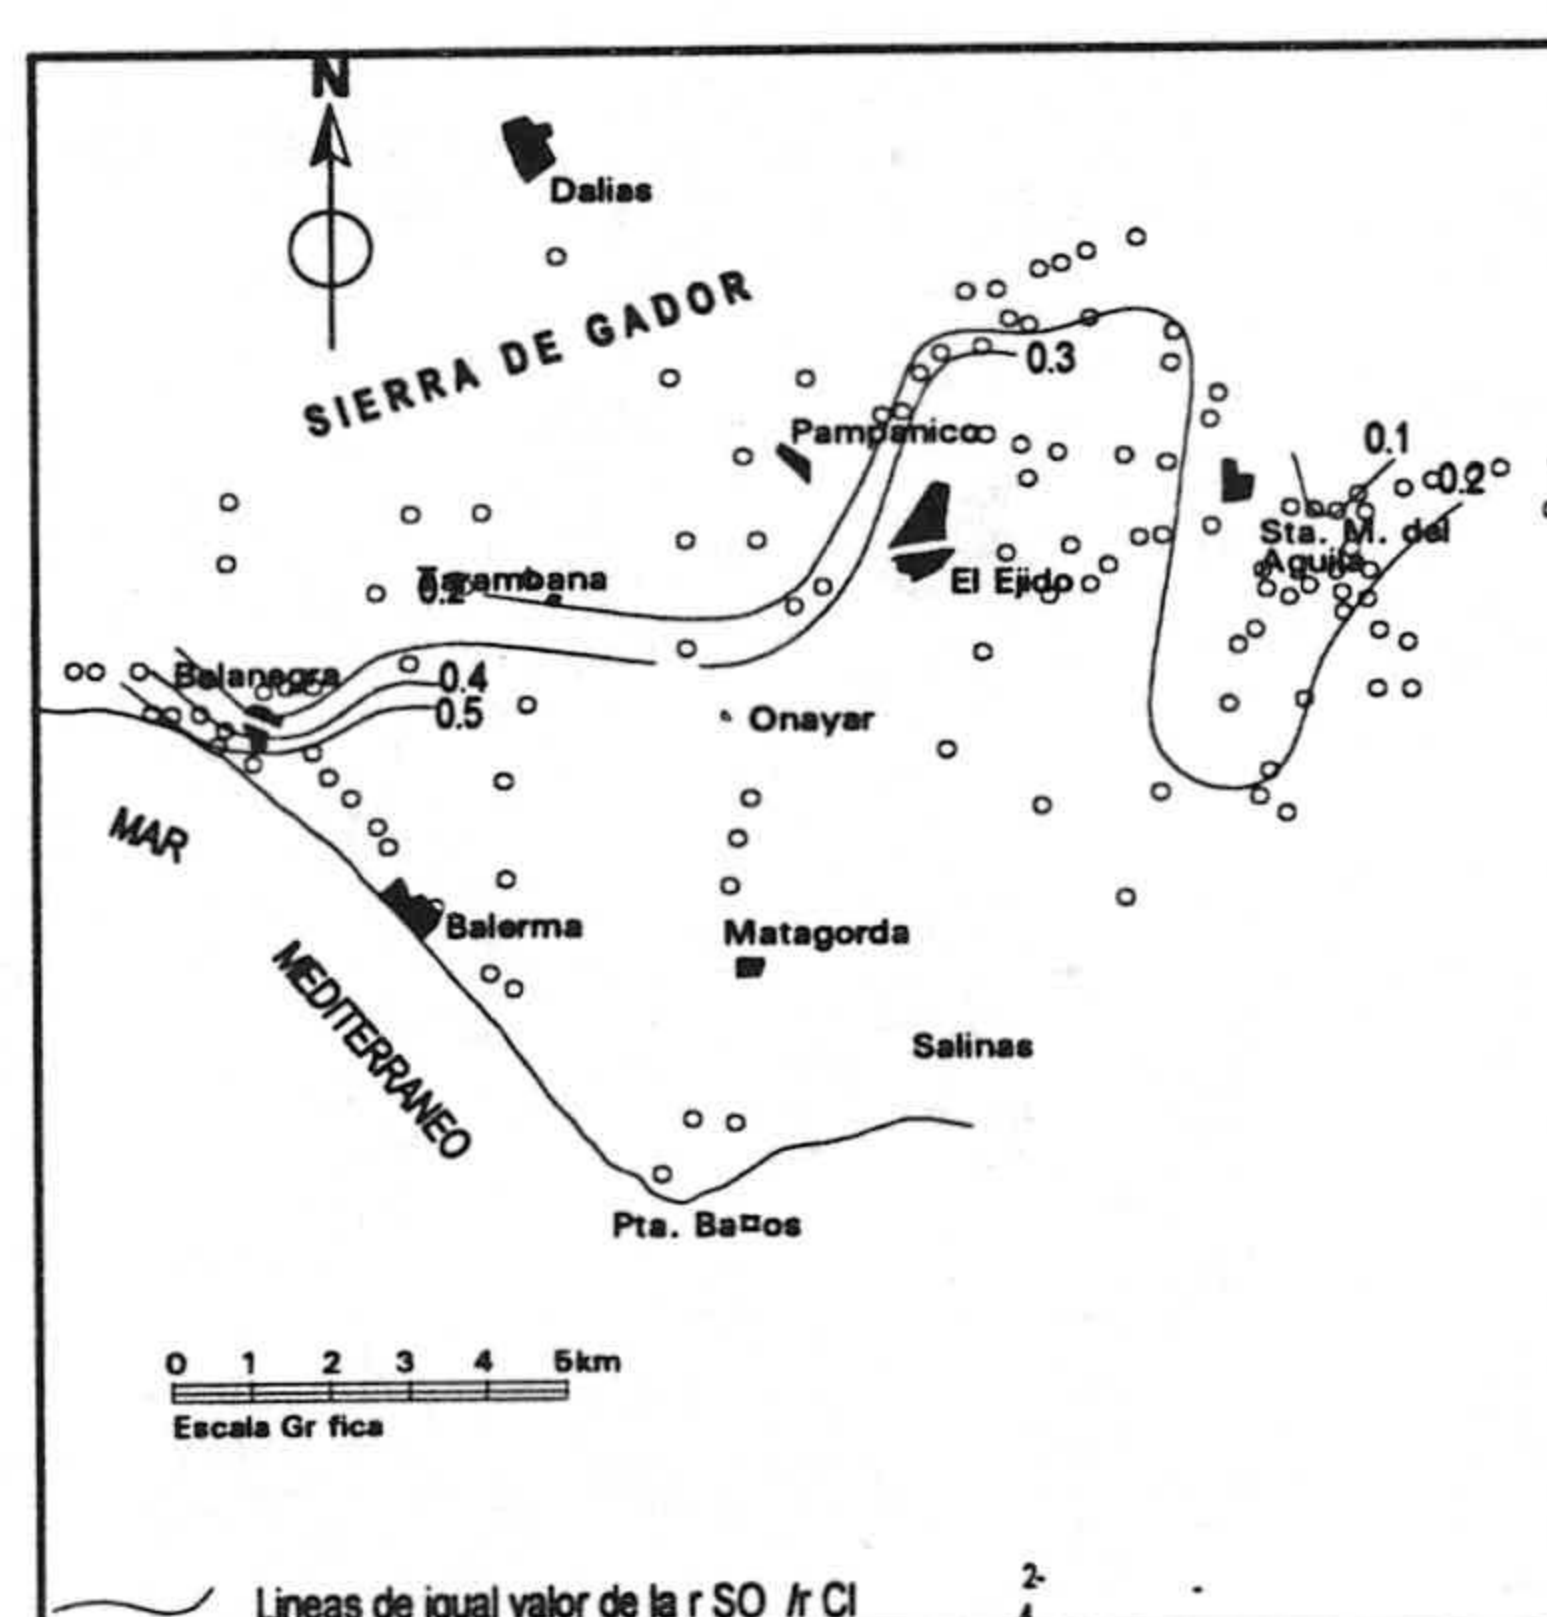 N
Dalias
SIERRA DE GADOR
0.3
Pampanico
0.1
0.2
Sta. M. del
Aguila
El Ejido
Tarambana
0.2
Balanegra
0.4
0.5
Onayar
MAR
Balerma
Matagorda
MEDITERRANEO
Salinas
Pta. Ba¤os
0 1 2 3 4 5km
Escala Gr fica
2-
Lineas de igual valor de la r SO /r Cl -
4